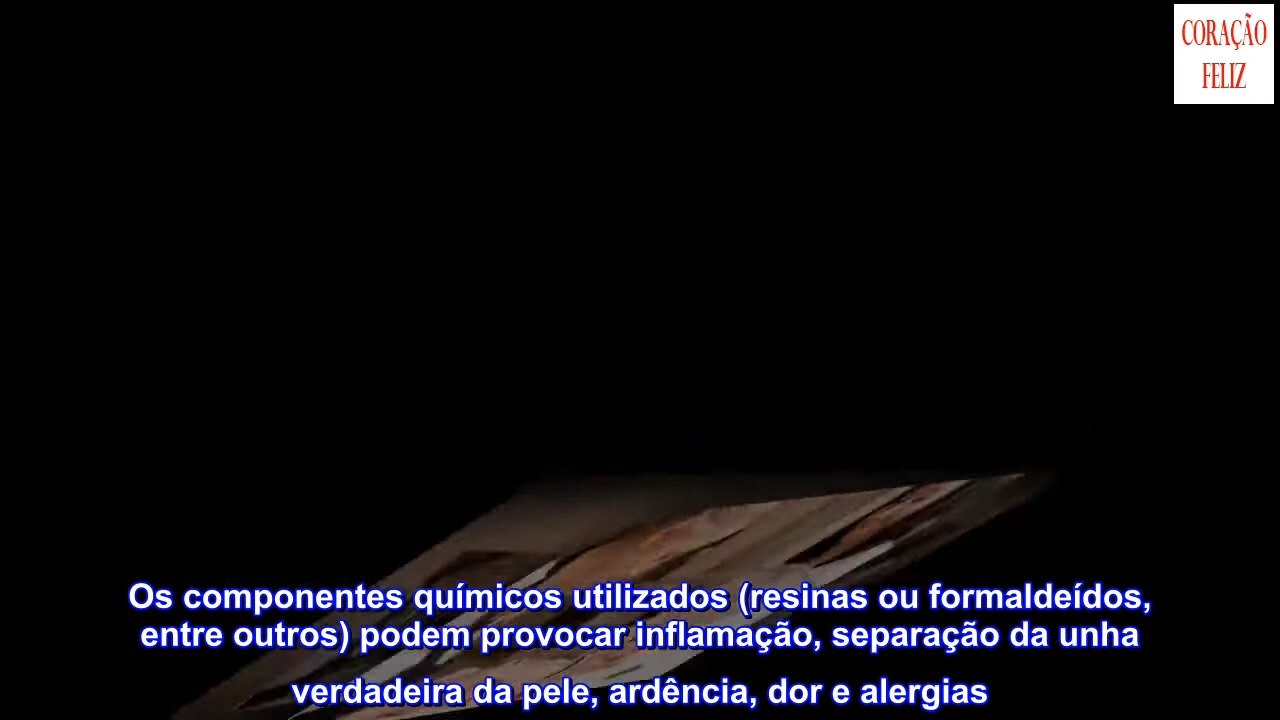 CORAÇÃO
FELIZ
Os componentes químicos utilizados (resinas ou formaldeídos,
entre outros) podem provocar inflamação, separação da unha
verdadeira da pele, ardência, dor e alergias